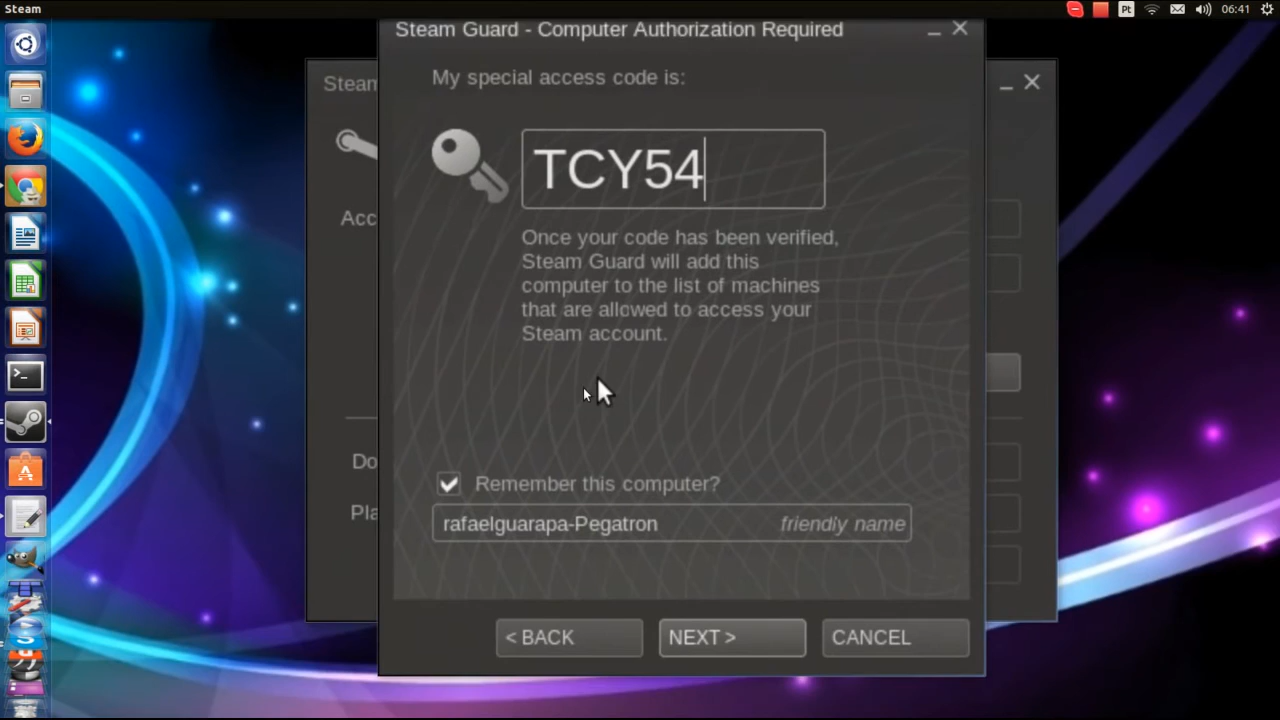 Steam
Pt
06:41
Steam Guard - Computer Authorization Required
My special access code is:
TCY54
Once your code has been verified,
Steam Guard will add this
computer to the list of machines
that are allowed to access your
Steam account.
Remember this computer?
rafaelguarapa-Pegatron friendly name
< BACK NEXT > CANCEL
Steam
Acc
Do
Pla